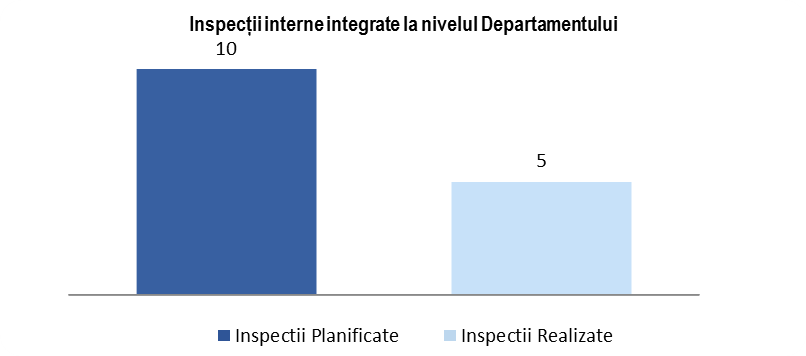 Inspecții interne integrate la nivelul Departamentului
10
5
Inspectii Planificate
Inspectii Realizate